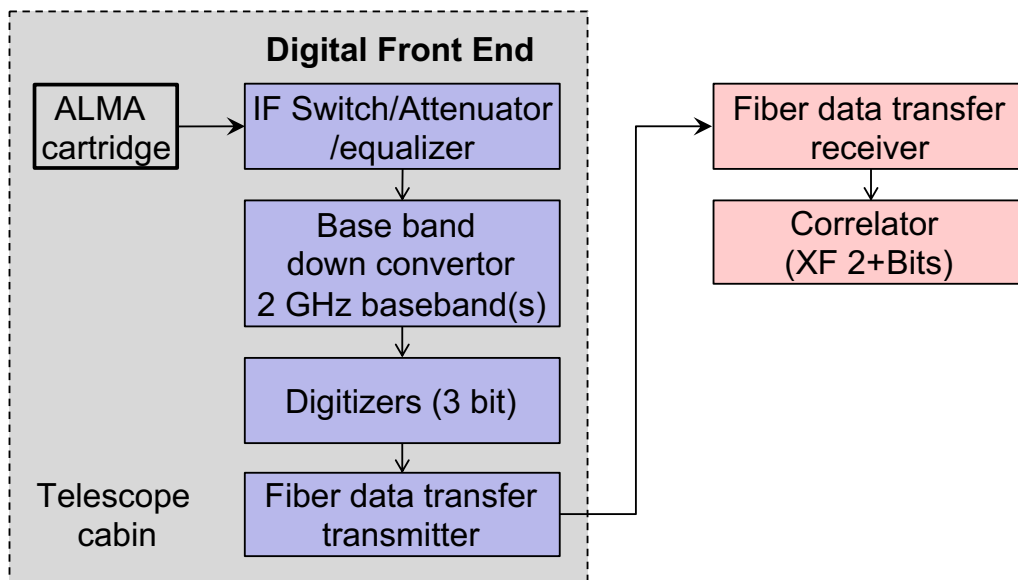 Digital Front End
ALMA
cartridge
IF Switch/Attenuator
/equalizer
Base band
down convertor
2 GHz baseband(s)
Digitizers (3 bit)
Fiber data transfer
transmitter
Telescope
cabin
Fiber data transfer
receiver
Correlator
(XF 2+Bits)